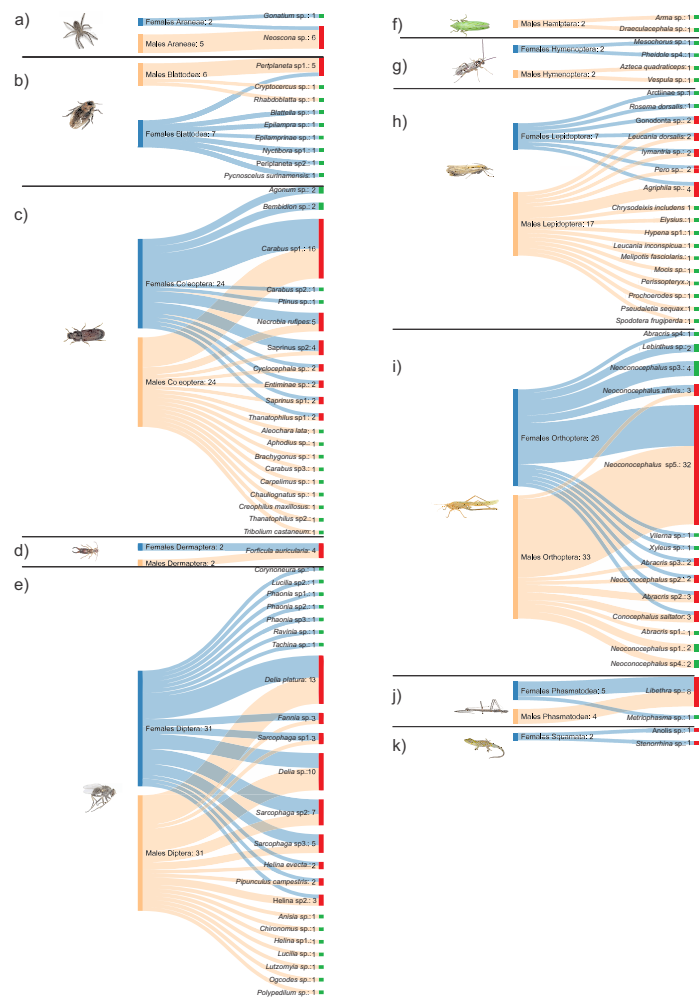 a)
Females Araneae: 2
Males Araneae: 5
Gonatium sp.: 1
Neoscona sp.: 6
b)
Males Blattodea: 6
Females Blattodea: 7
Periplaneta sp1.: 5
Cryptocercus sp.: 1
Rhabdoblatta sp.: 1
Blattella sp.: 1
Epilampra sp.: 1
Epilamprinae sp.: 1
Nyctibora sp1.: 1
Periplaneta sp2.: 1
Pycnoscelus surinamensis: 1
c)
Females Coleoptera: 24
Males Coleoptera: 24
Agonum sp.: 2
Bembidion sp.: 2
Carabus sp1.: 16
Carabus sp2.: 1
Ptinus sp.: 1
Necrobia rufipes: 5
Saprinus sp2: 4
Cyclocephala sp.: 2
Entiminae sp.: 2
Saprinus sp1.: 2
Thanatophilus sp1.: 2
Aleochara lata: 1
Aphodius sp.: 1
Brachygonus sp.: 1
Carabus sp3.: 1
Carpelimus sp.: 1
Chauliognatus sp.: 1
Creophilus maxillosus: 1
Thanatophilus sp2.: 1
Tribolium castaneum: 1
d)
Females Dermaptera: 2
Males Dermaptera: 2
Forficula auricularia: 4
e)
Females Diptera: 31
Males Diptera: 31
Corynoneura sp.: 1
Lucilia sp2.: 1
Phaonia sp1.: 1
Phaonia sp2.: 1
Phaonia sp3.: 1
Ravinia sp.: 1
Tachina sp.: 1
Delia platura: 13
Fannia sp.: 3
Sarcophaga sp1.: 3
Delia sp.: 10
Sarcophaga sp2.: 7
Sarcophaga sp3.: 5
Helina evecta: 2
Pipunculus campestris: 2
Helina sp2.: 3
Anisia sp.: 1
Chironomus sp.: 1
Helina sp1.: 1
Lucilia sp.: 1
Lutzomyia sp.: 1
Ogcodes sp.: 1
Polypedilum sp.: 1
f)
Males Hemiptera: 2
Arma sp.: 1
Draeculacephala sp.: 1
g)
Females Hymenoptera: 2
Males Hymenoptera: 2
Mesochorus sp.: 1
Pheidole sp4.: 1
Azteca quadraticeps: 1
Vespula sp.: 1
h)
Females Lepidoptera: 7
Males Lepidoptera: 17
Arctiinae sp.: 1
Rosema dorsalis.: 1
Gonodonta sp.: 2
Leucania dorsalis: 2
lymantria sp.: 2
Pero sp.: 2
Agriphila sp.: 4
Chrysodeixis includens: 1
Elysius.: 1
Hypena sp1.: 1
Leucania inconspicua.: 1
Melipotis fasciolaris.: 1
Mocis sp.: 1
Perissopteryx.: 1
Prochoerodes sp.: 1
Pseudaletia sequax.: 1
Spodotera frugiperda: 1
i)
Females Orthoptera: 26
Males Orthoptera: 33
Abracris sp4.: 1
Lebinthus sp.: 2
Neoconocephalus sp3.: 4
Neoconocephalus affinis.: 3
Neoconocephalus sp5.: 32
Vilerna sp.: 1
Xyleus sp.: 1
Abracris sp3.: 2
Neoconocephalus sp2.: 2
Abracris sp2.: 3
Conocephalus saltator: 3
Abracris sp1.: 1
Neoconocephalus sp1.: 2
Neoconocephalus sp4.: 2
j)
Females Phasmatodea: 5
Males Phasmatodea: 4
Libethra sp.: 8
Metriophasma sp.: 1
k)
Females Squamata: 2
Anolis sp.: 1
Stenorrhina sp.: 1